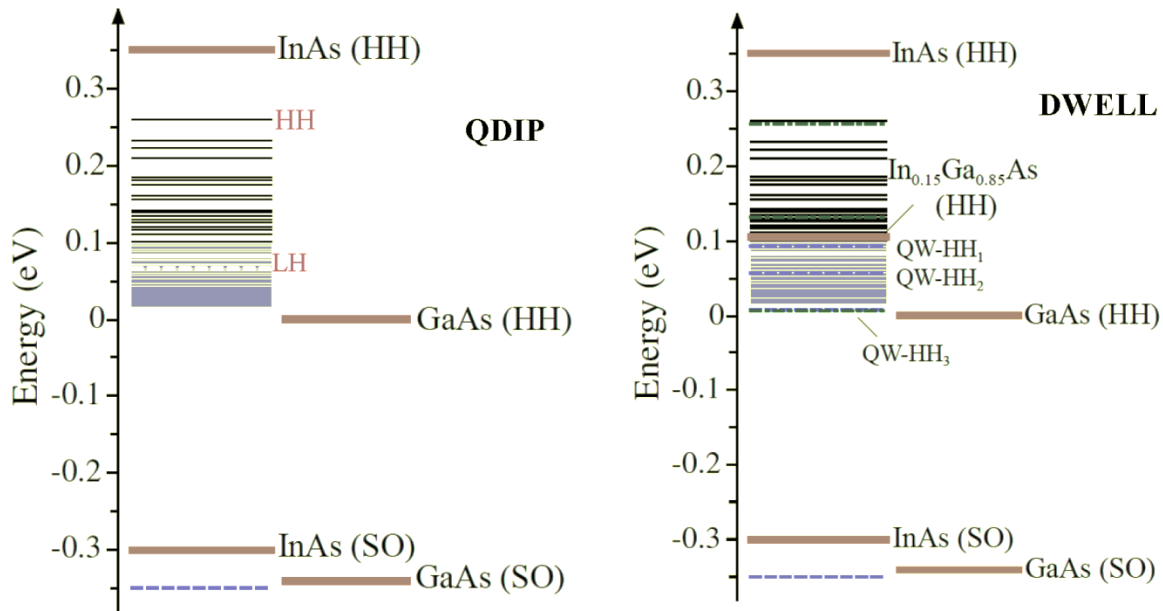 InAs (HH)
0.3
HH
QDIP
0.2
0.1
LH
0
GaAs (HH)
-0.1
-0.2
-0.3
InAs (SO)
GaAs (SO)
Energy (eV)
InAs (HH)
0.3
DWELL
0.2
In0.15Ga0.85As
(HH)
0.1
QW-HH1
QW-HH2
0
GaAs (HH)
QW-HH3
-0.1
-0.2
-0.3
InAs (SO)
GaAs (SO)
Energy (eV)